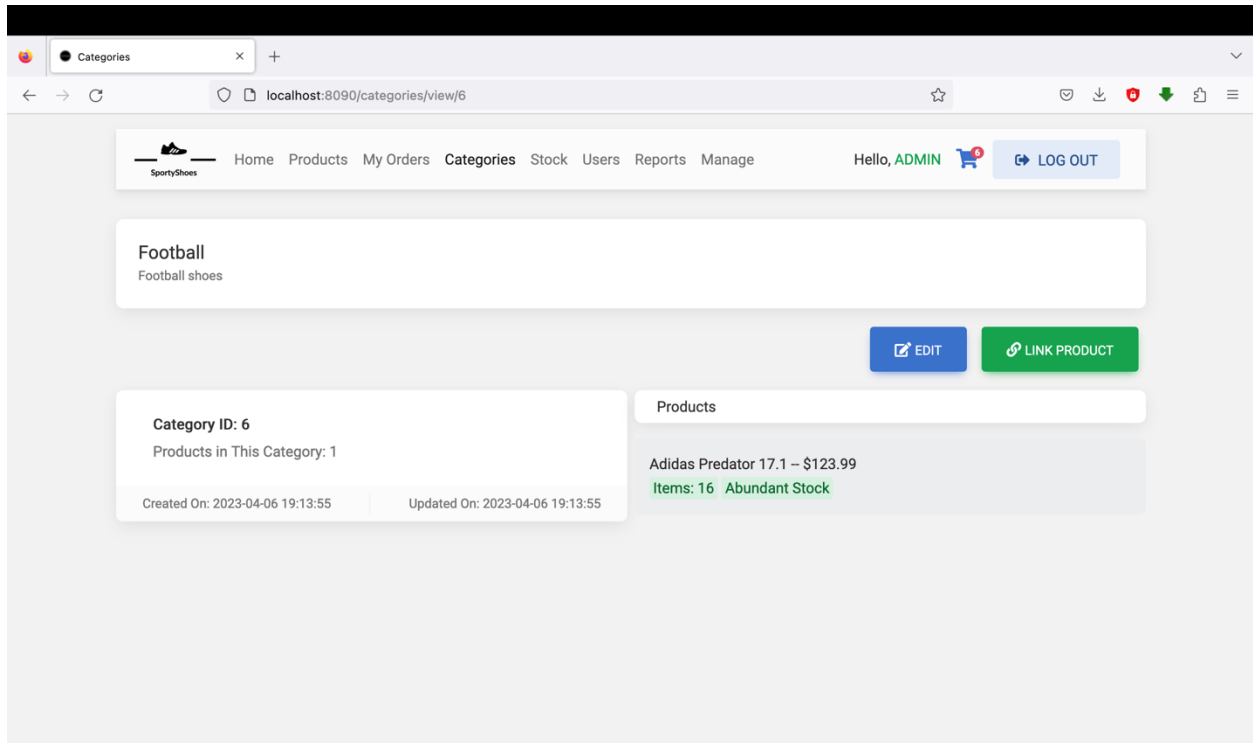 Categories
localhost:8090/categories/view/6
SportyShoes
Home Products My Orders Categories Stock Users Reports Manage Hello, ADMIN 6 LOG OUT
Football
Football shoes
EDIT LINK PRODUCT
Category ID: 6
Products in This Category: 1
Created On: 2023-04-06 19:13:55 Updated On: 2023-04-06 19:13:55
Products
Adidas Predator 17.1 -- $123.99
Items: 16 Abundant Stock